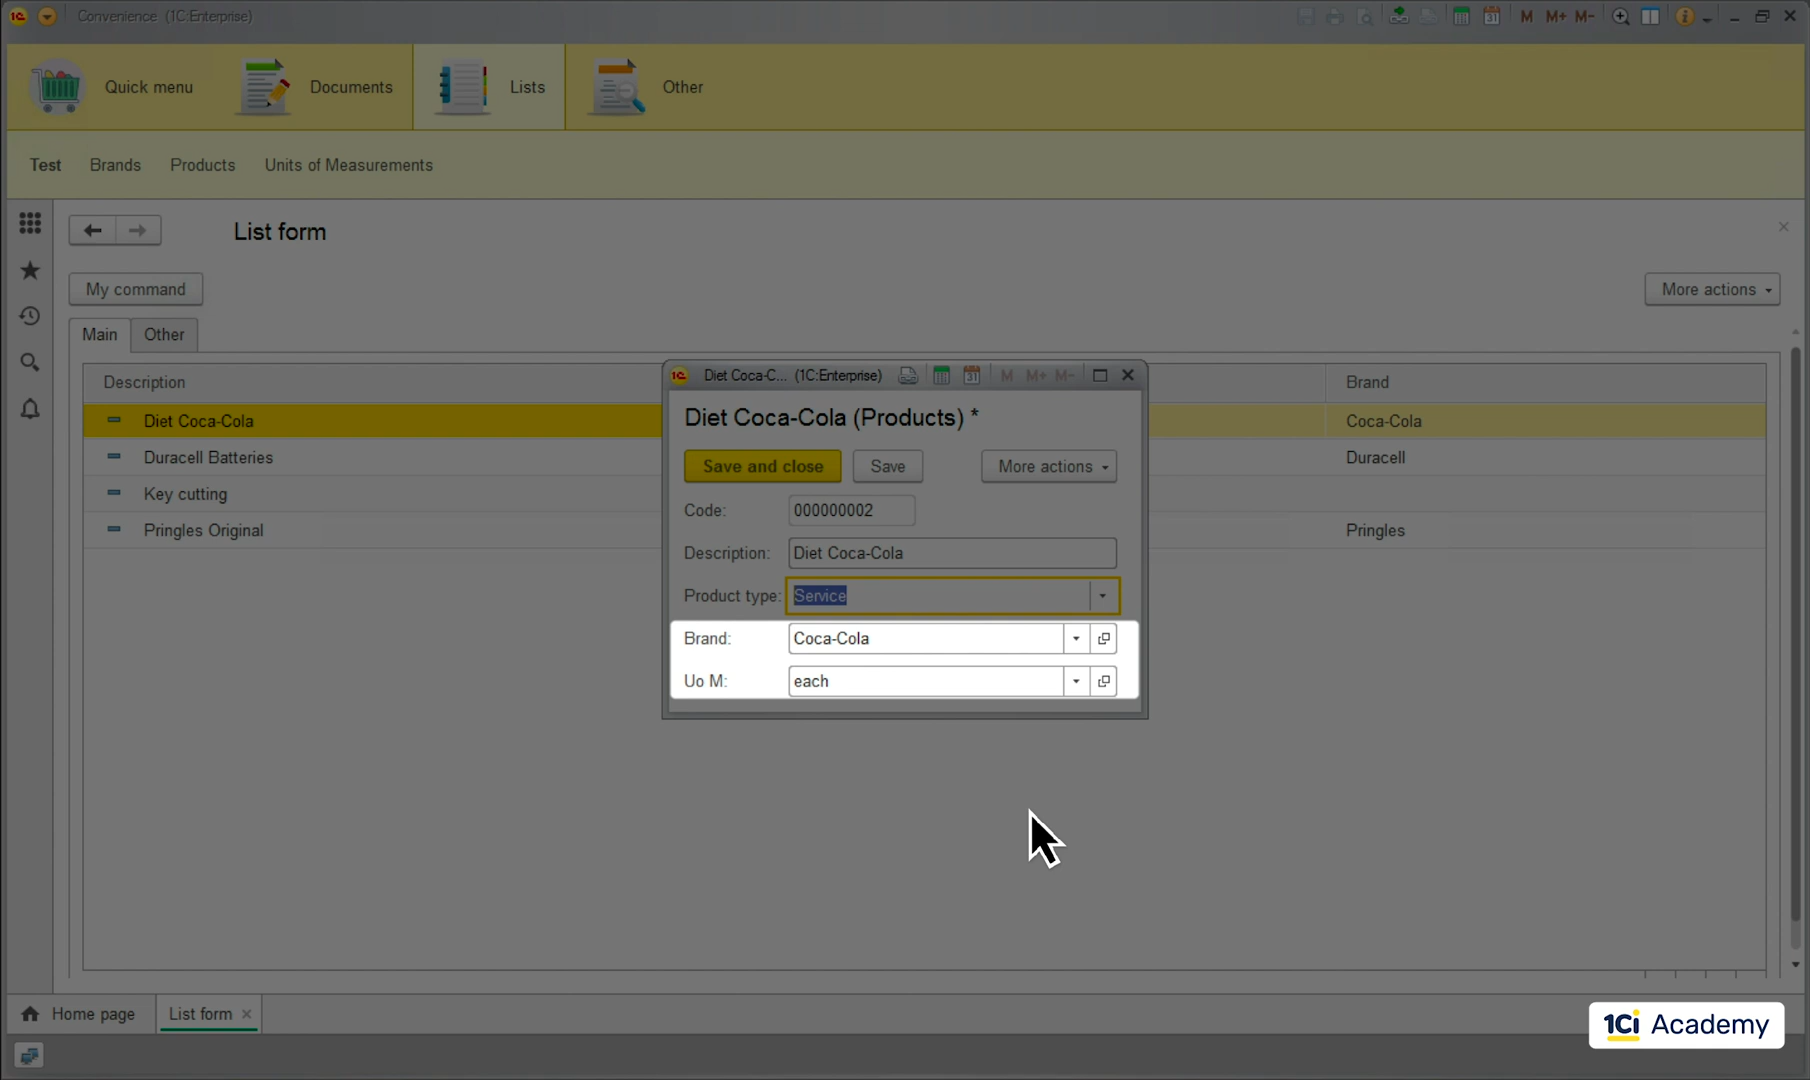 Convenience (1C:Enterprise)
M M+ M-
Quick menu
Documents
Lists
Other
Test Brands Products Units of Measurements
List form
My command
More actions
Main Other
Description
Brand
Diet Coca-Cola
Coca-Cola
Duracell Batteries
Duracell
Key cutting
Pringles Original
Pringles
Diet Coca-C... (1C:Enterprise)
31
M M+ M-
Diet Coca-Cola (Products) *
Save and close
Save
More actions
Code: 000000002
Description: Diet Coca-Cola
Product type: Service
Brand: Coca-Cola
Uo M: each
Home page
List form
1Ci Academy